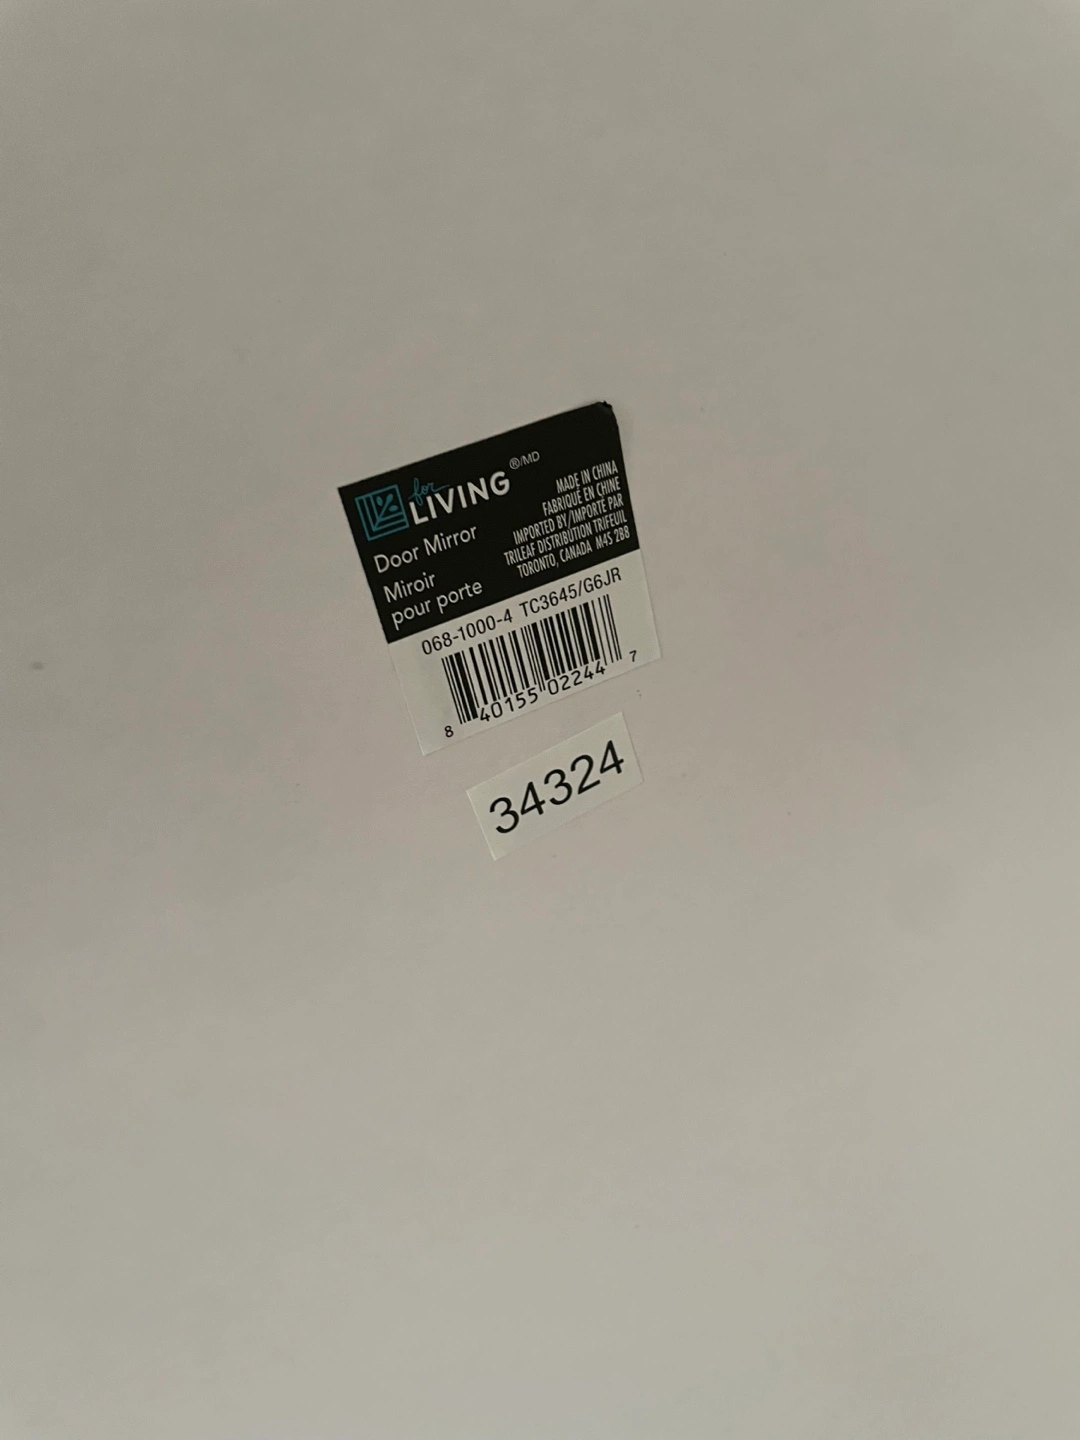 for
LIVING ®/MD
Door Mirror
Miroir
pour porte
MADE IN CHINA
FABRIQUÉ EN CHINE
IMPORTED BY/IMPORTÉ PAR
TRILEAF DISTRIBUTION TRIFEUIL
TORONTO, CANADA M4S 2B8
068-1000-4 TC3645/G6JR
8 40155 02244 7
34324